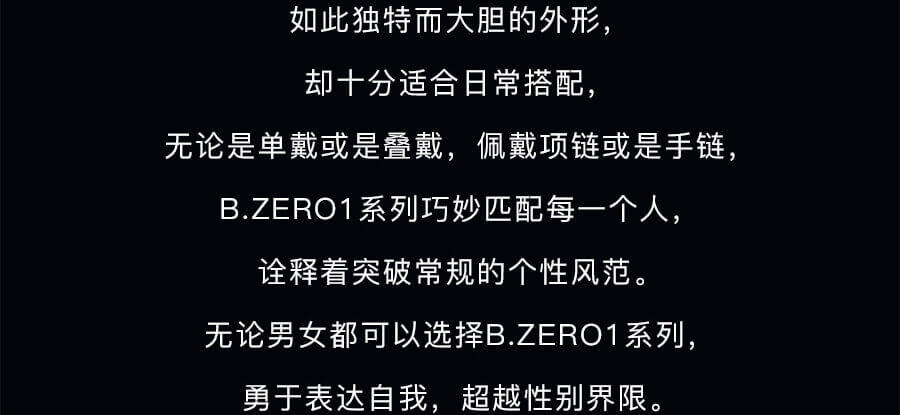 如此独特而大胆的外形，
却十分适合日常搭配，
无论是单戴或是叠戴，佩戴项链或是手链，
B.ZERO1系列巧妙匹配每一个人，
诠释着突破常规的个性风范。
无论男女都可以选择B.ZERO1系列，
勇于表达自我，超越性别界限。